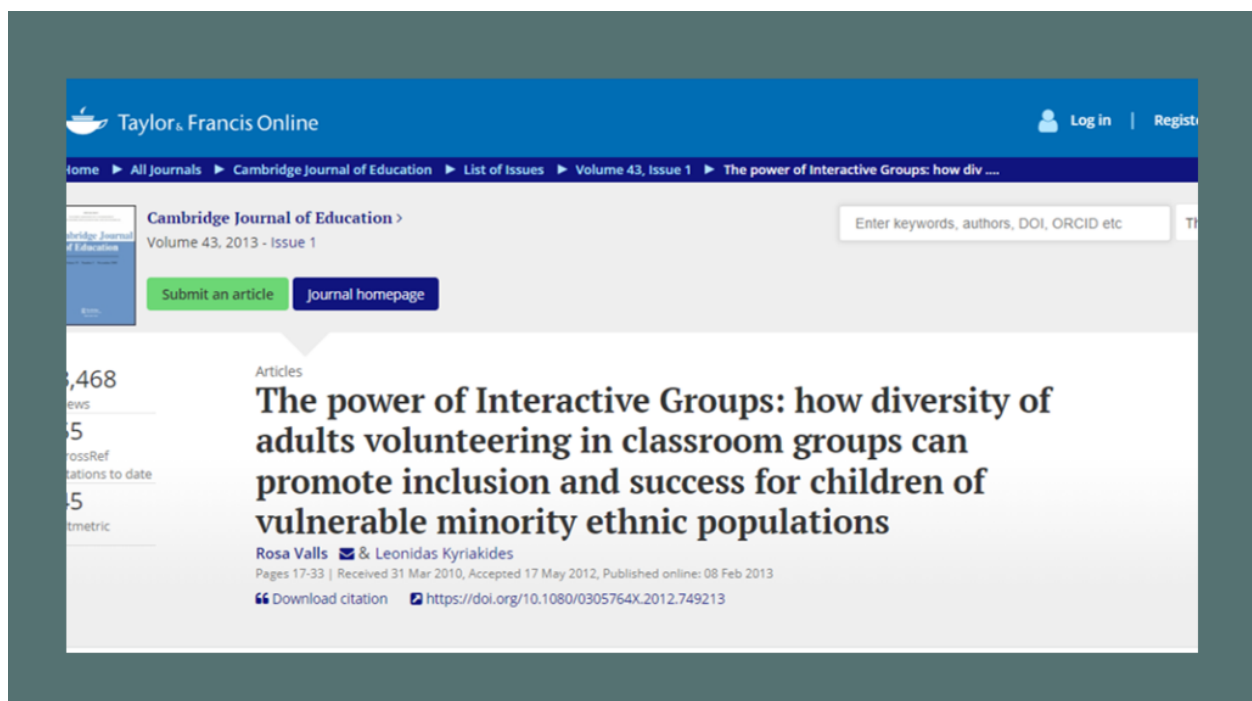 Taylor & Francis Online
Log in | Registe
Home ▶ All Journals ▶ Cambridge Journal of Education ▶ List of Issues ▶ Volume 43, Issue 1 ▶ The power of Interactive Groups: how div ....
Cambridge Journal of Education >
Volume 43, 2013 - Issue 1
Enter keywords, authors, DOI, ORCID etc
Th
Submit an article
Journal homepage
,468
ews
5
rossRef
tations to date
45
tmetric
Articles
The power of Interactive Groups: how diversity of
adults volunteering in classroom groups can
promote inclusion and success for children of
vulnerable minority ethnic populations
Rosa Valls & Leonidas Kyriakides
Pages 17-33 | Received 31 Mar 2010, Accepted 17 May 2012, Published online: 08 Feb 2013
Download citation https://doi.org/10.1080/0305764X.2012.749213